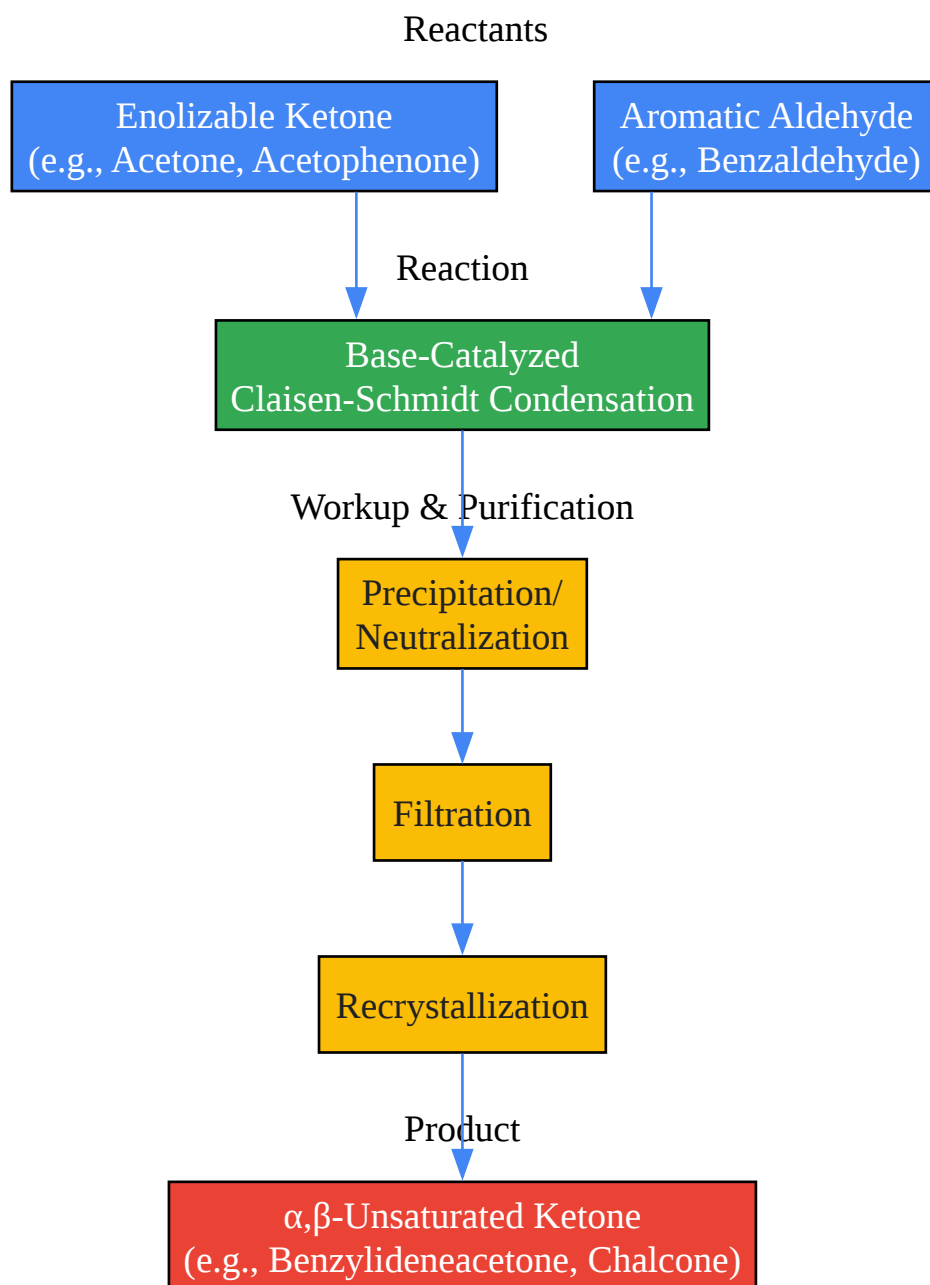 Reactants
Enolizable Ketone
(e.g., Acetone, Acetophenone)
Aromatic Aldehyde
(e.g., Benzaldehyde)
Reaction
Base-Catalyzed
Claisen-Schmidt Condensation
Workup & Purification
Precipitation/
Neutralization
Filtration
Recrystallization
Product
α,β-Unsaturated Ketone
(e.g., Benzylideneacetone, Chalcone)